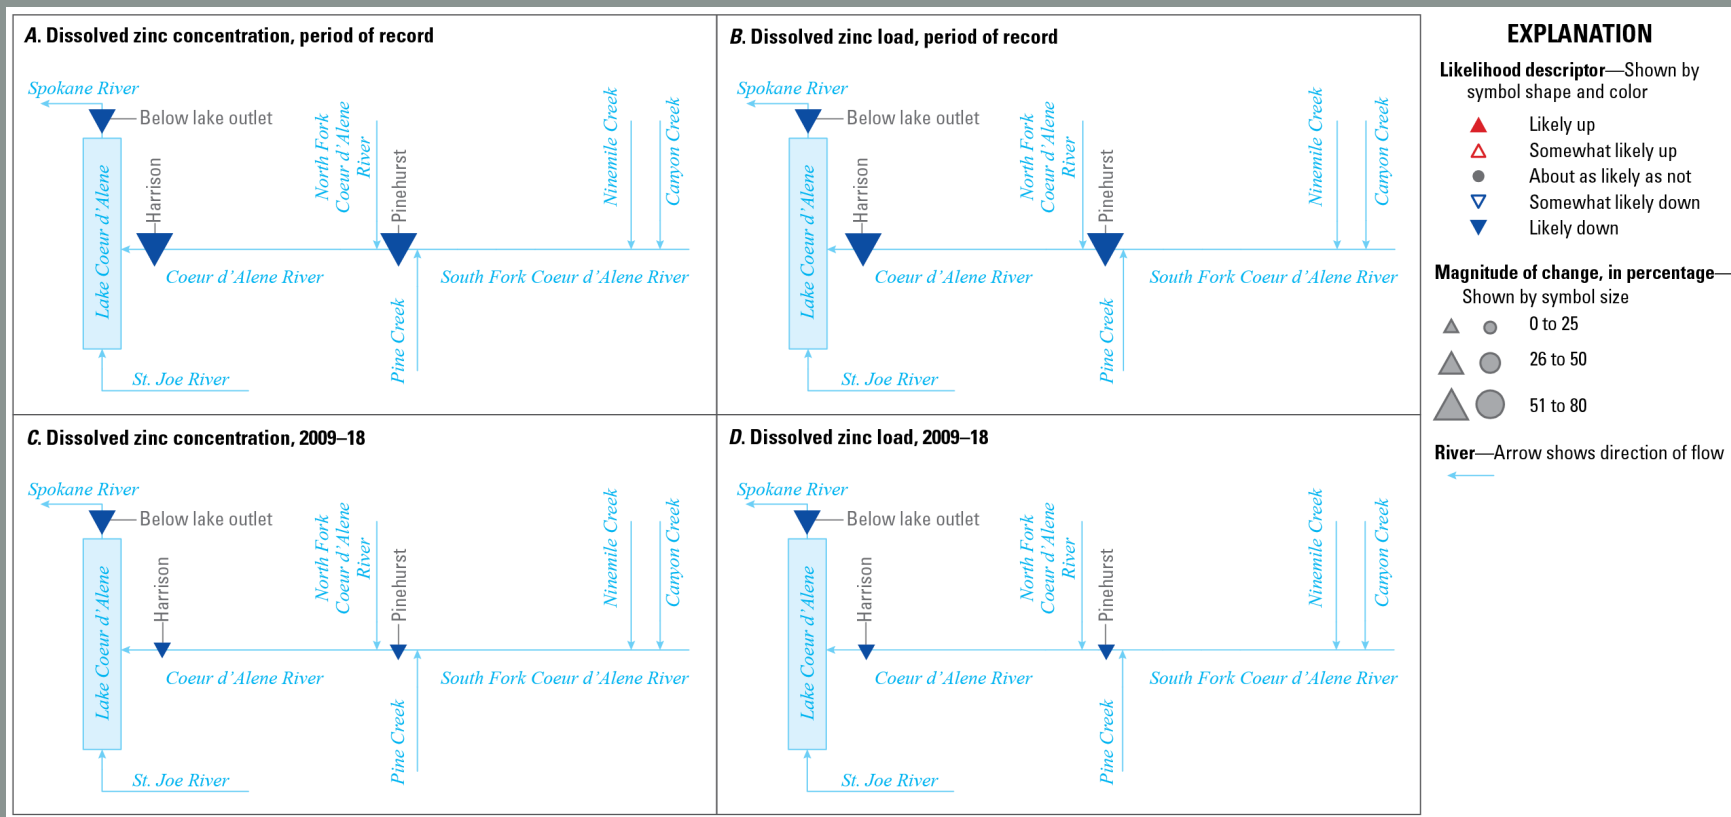 A. Dissolved zinc concentration, period of record
Spokane River
Below lake outlet
Lake Coeur d'Alene
Harrison
North Fork
Coeur d'Alene
River
Pinehurst
Ninemile Creek
Canyon Creek
Coeur d'Alene River
South Fork Coeur d'Alene River
Pine Creek
St. Joe River
B. Dissolved zinc load, period of record
Spokane River
Below lake outlet
Lake Coeur d'Alene
Harrison
North Fork
Coeur d'Alene
River
Pinehurst
Ninemile Creek
Canyon Creek
Coeur d'Alene River
South Fork Coeur d'Alene River
Pine Creek
St. Joe River
C. Dissolved zinc concentration, 2009–18
Spokane River
Below lake outlet
Lake Coeur d'Alene
Harrison
North Fork
Coeur d'Alene
River
Pinehurst
Ninemile Creek
Canyon Creek
Coeur d'Alene River
South Fork Coeur d'Alene River
Pine Creek
St. Joe River
D. Dissolved zinc load, 2009–18
Spokane River
Below lake outlet
Lake Coeur d'Alene
Harrison
North Fork
Coeur d'Alene
River
Pinehurst
Ninemile Creek
Canyon Creek
Coeur d'Alene River
South Fork Coeur d'Alene River
Pine Creek
St. Joe River
EXPLANATION
Likelihood descriptor—Shown by
symbol shape and color
Likely up
Somewhat likely up
About as likely as not
Somewhat likely down
Likely down
Magnitude of change, in percentage—
Shown by symbol size
0 to 25
26 to 50
51 to 80
River—Arrow shows direction of flow